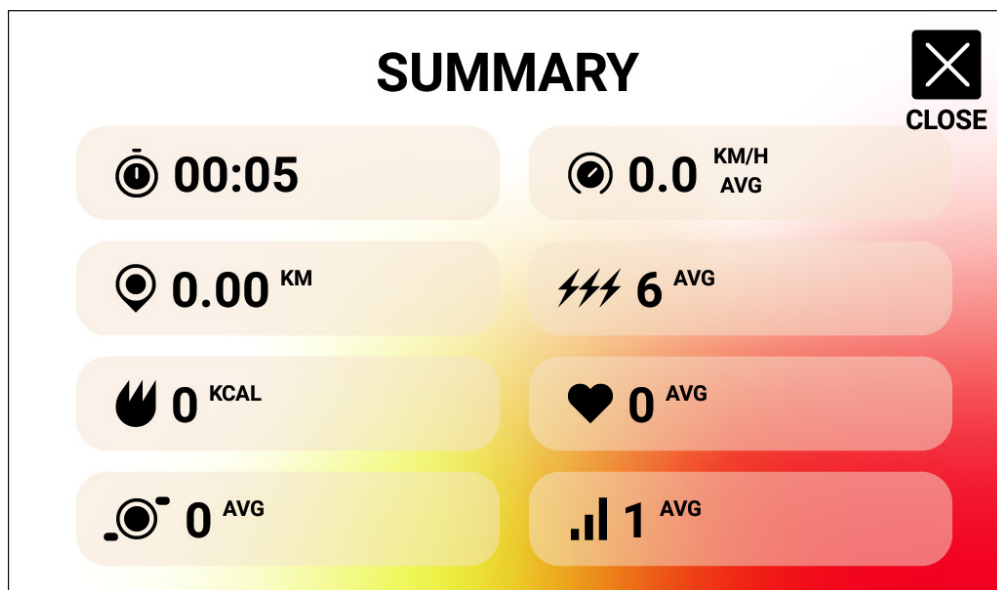 SUMMARY
CLOSE
00:05
0.0 KM/H
AVG
0.00 KM
6 AVG
0 KCAL
0 AVG
0 AVG
1 AVG